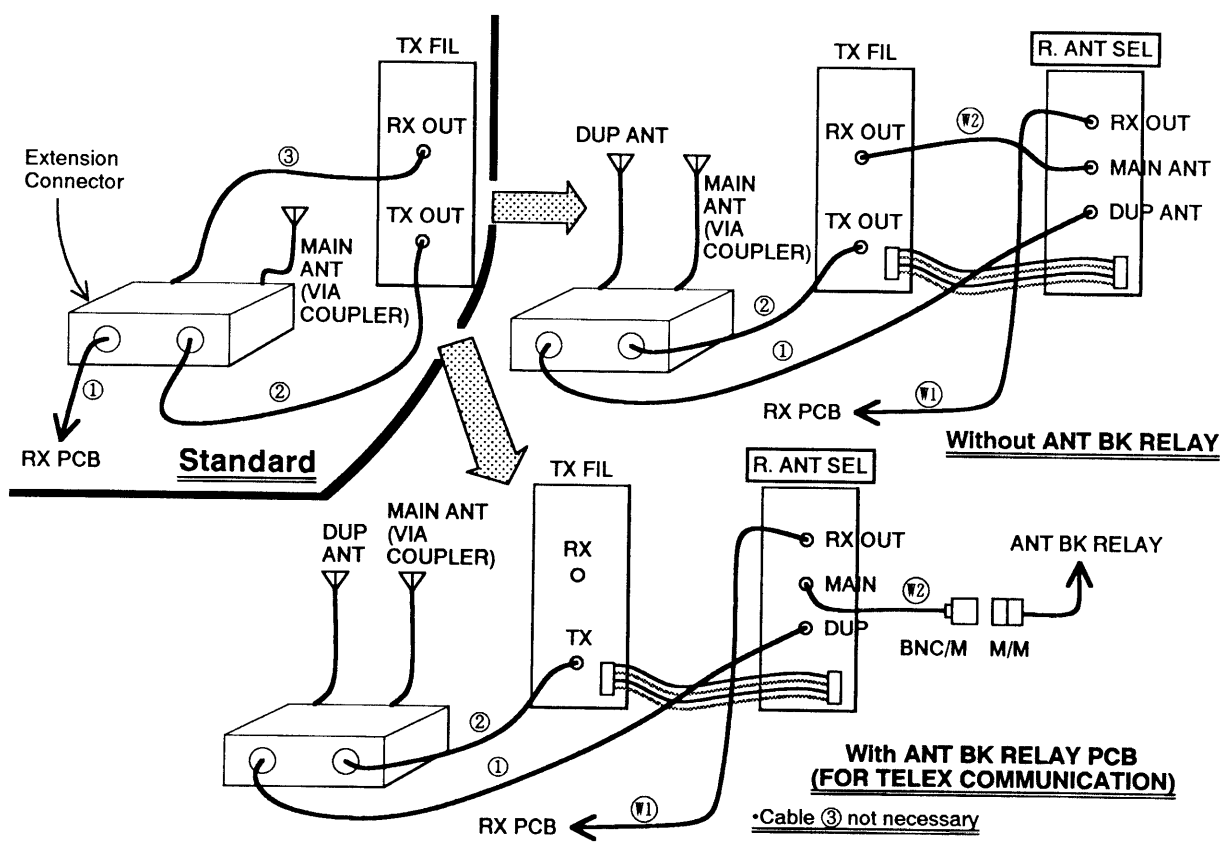 TX FIL
RX OUT
③
Extension
Connector
TX OUT
MAIN
ANT
(VIA
COUPLER)
①
②
RX PCB
Standard
TX FIL
R. ANT SEL
DUP ANT
RX OUT
W2
RX OUT
MAIN
ANT
(VIA
COUPLER)
MAIN ANT
TX OUT
DUP ANT
②
①
RX PCB
W1
Without ANT BK RELAY
TX FIL
R. ANT SEL
DUP
ANT
MAIN ANT
(VIA
COUPLER)
RX
RX OUT
ANT BK RELAY
MAIN
W2
TX
DUP
BNC/M
M/M
②
①
RX PCB
W1
With ANT BK RELAY PCB
(FOR TELEX COMMUNICATION)
•Cable ③ not necessary